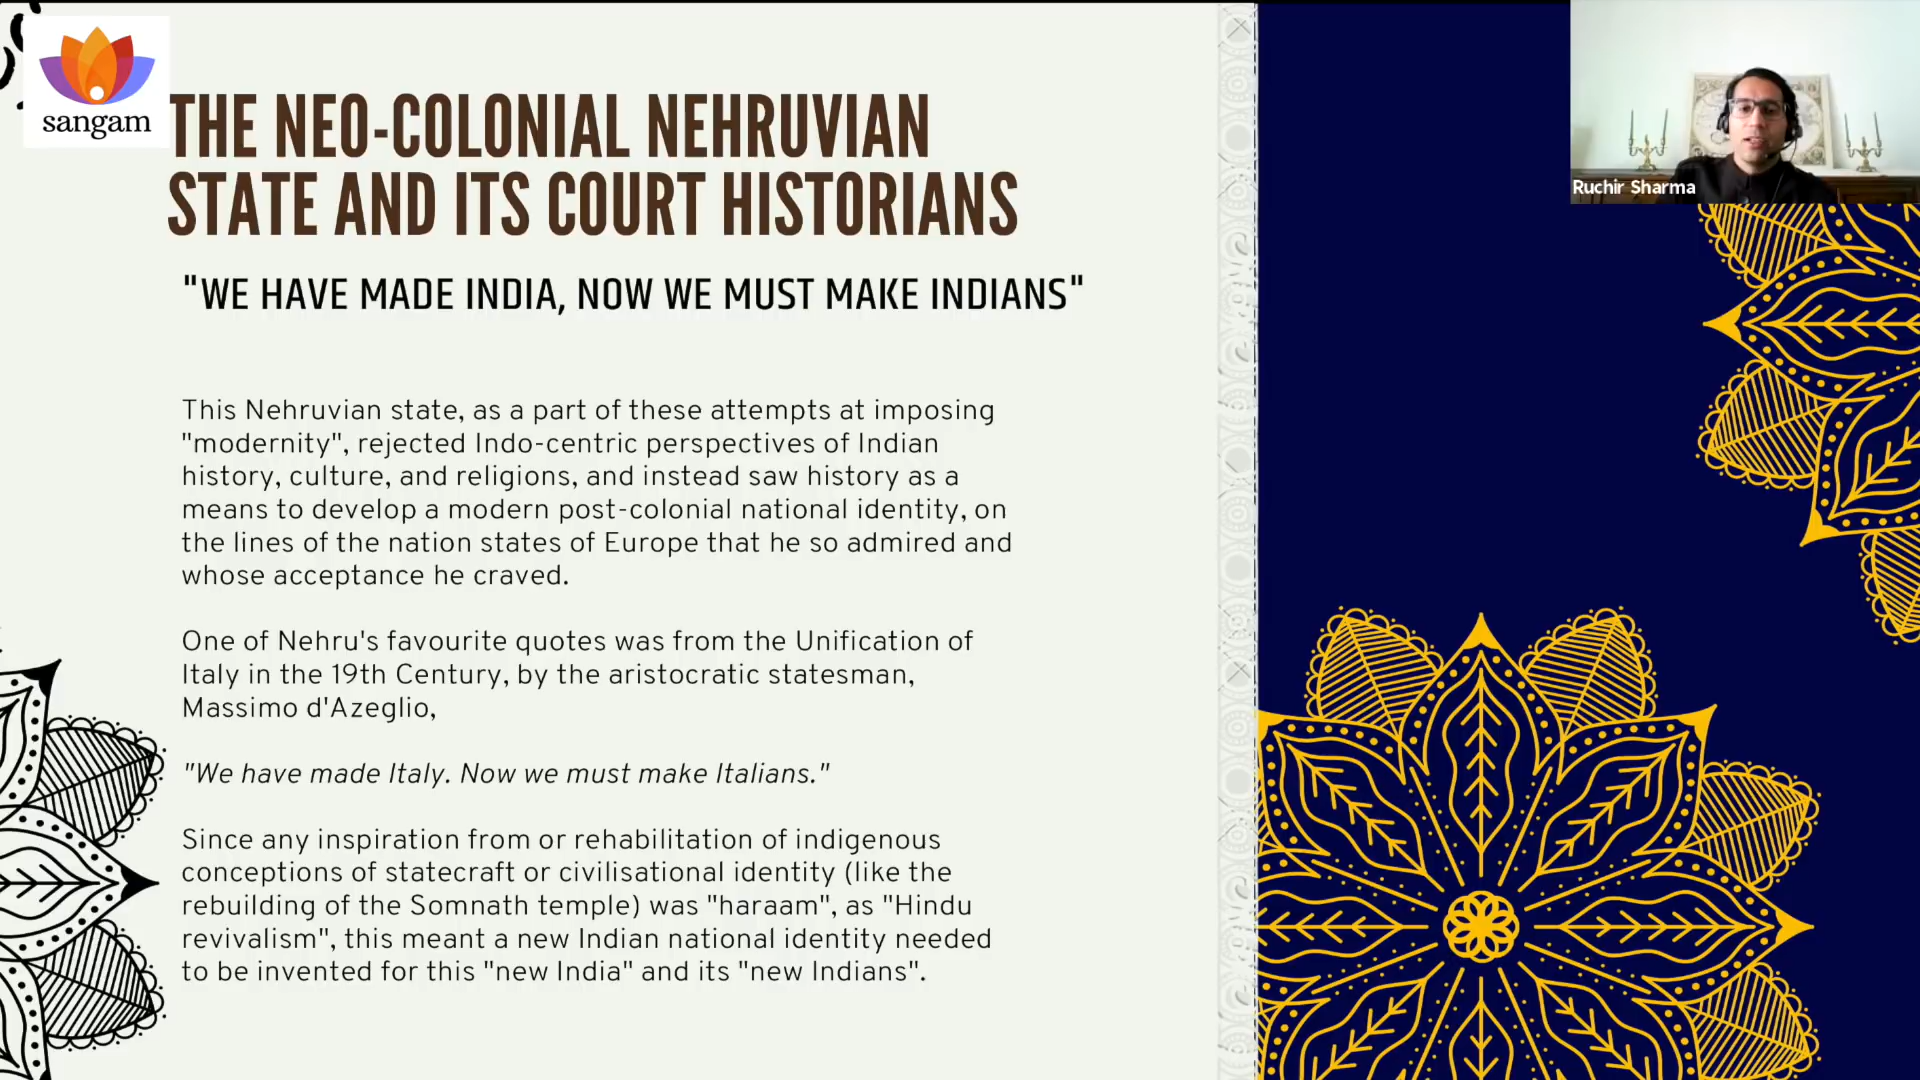 sangam
THE NEO-COLONIAL NEHRUVIAN
STATE AND ITS COURT HISTORIANS
"WE HAVE MADE INDIA, NOW WE MUST MAKE INDIANS"
This Nehruvian state, as a part of these attempts at imposing
"modernity", rejected Indo-centric perspectives of Indian
history, culture, and religions, and instead saw history as a
means to develop a modern post-colonial national identity, on
the lines of the nation states of Europe that he so admired and
whose acceptance he craved.
One of Nehru's favourite quotes was from the Unification of
Italy in the 19th Century, by the aristocratic statesman,
Massimo d'Azeglio,
"We have made Italy. Now we must make Italians."
Since any inspiration from or rehabilitation of indigenous
conceptions of statecraft or civilisational identity (like the
rebuilding of the Somnath temple) was "haraam", as "Hindu
revivalism", this meant a new Indian national identity needed
to be invented for this "new India" and its "new Indians".
Ruchir Sharma